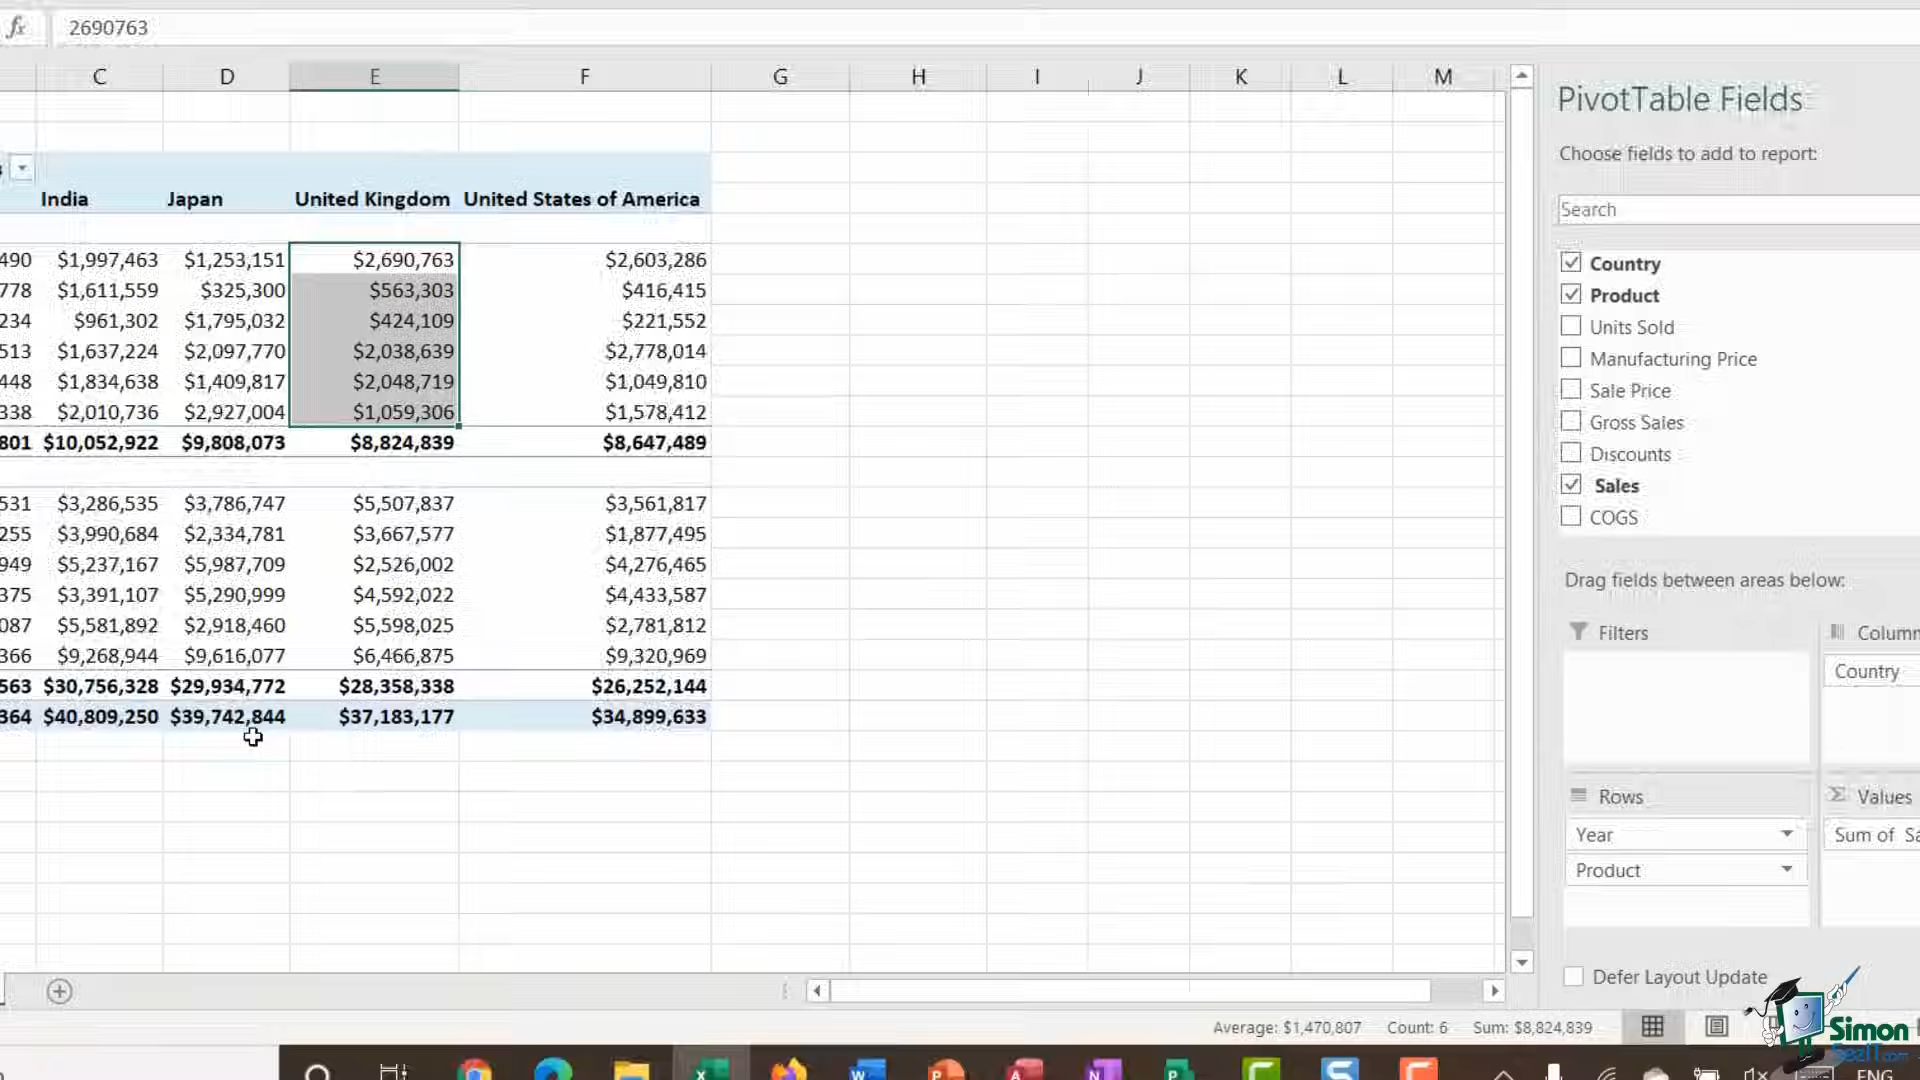 fx 2690763
C D E F G H I J K L M
India Japan United Kingdom United States of America
490 $1,997,463 $1,253,151 $2,690,763 $2,603,286
778 $1,611,559 $325,300 $563,303 $416,415
234 $961,302 $1,795,032 $424,109 $221,552
513 $1,637,224 $2,097,770 $2,038,639 $2,778,014
448 $1,834,638 $1,409,817 $2,048,719 $1,049,810
338 $2,010,736 $2,927,004 $1,059,306 $1,578,412
801 $10,052,922 $9,808,073 $8,824,839 $8,647,489
531 $3,286,535 $3,786,747 $5,507,837 $3,561,817
255 $3,990,684 $2,334,781 $3,667,577 $1,877,495
949 $5,237,167 $5,987,709 $2,526,002 $4,276,465
375 $3,391,107 $5,290,999 $4,592,022 $4,433,587
087 $5,581,892 $2,918,460 $5,598,025 $2,781,812
366 $9,268,944 $9,616,077 $6,466,875 $9,320,969
563 $30,756,328 $29,934,772 $28,358,338 $26,252,144
364 $40,809,250 $39,742,844 $37,183,177 $34,899,633
PivotTable Fields
Choose fields to add to report:
Search
Country
Product
Units Sold
Manufacturing Price
Sale Price
Gross Sales
Discounts
Sales
COGS
Drag fields between areas below:
Filters
Column
Country
Rows
Σ Values
Year
Sum of Sa
Product
Defer Layout Update
Average: $1,470,807 Count: 6 Sum: $8,824,839
Simon
SezIT.com
ENG